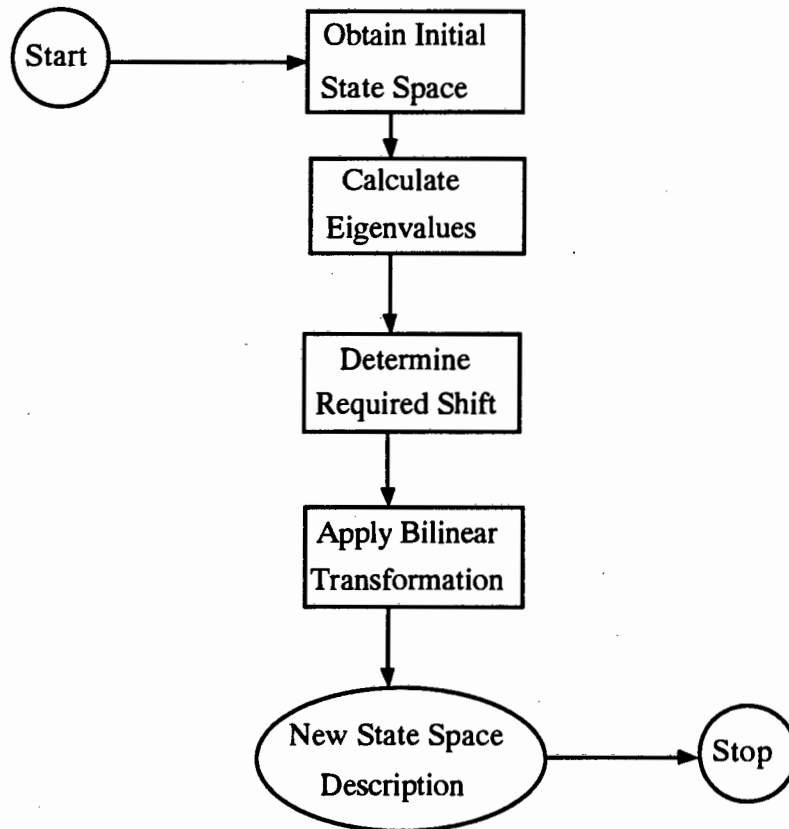 Start
Obtain Initial
State Space
Calculate
Eigenvalues
Determine
Required Shift
Apply Bilinear
Transformation
New State Space
Description
Stop